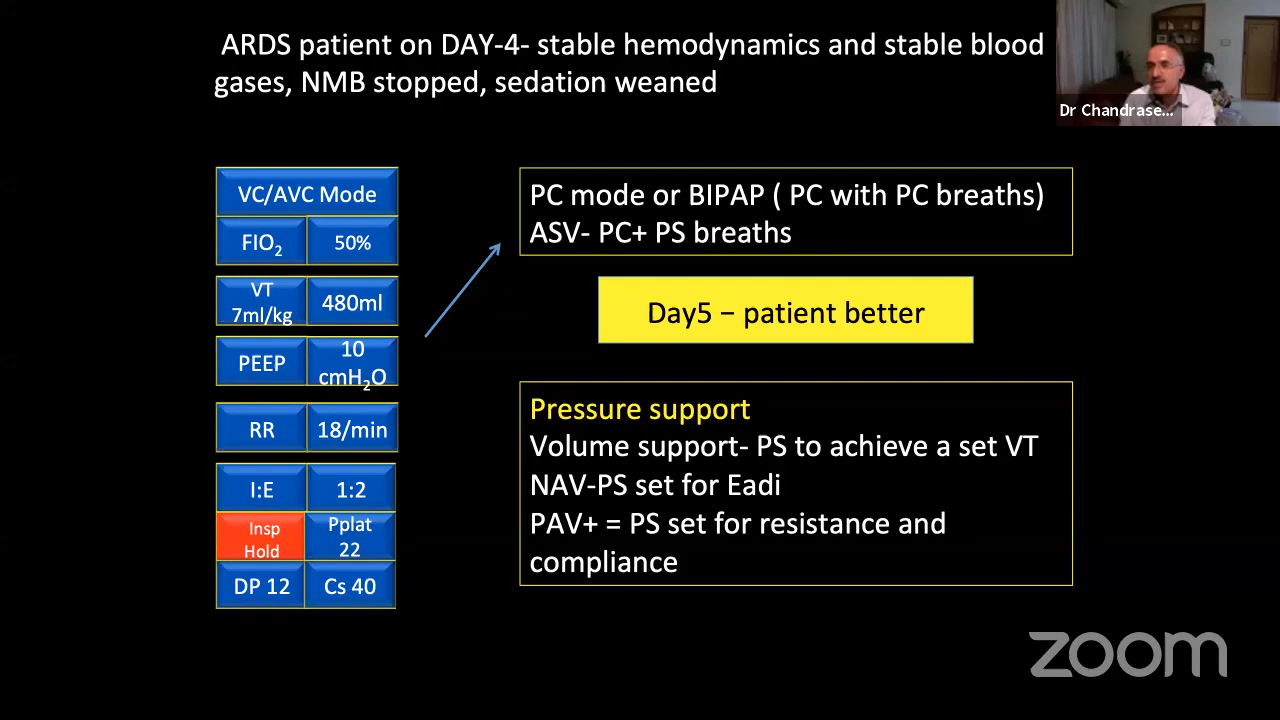 ARDS patient on DAY-4- stable hemodynamics and stable blood
gases, NMB stopped, sedation weaned
Dr Chandrase...
VC/AVC Mode
FIO2 50%
VT
7ml/kg
480ml
PEEP
10
cmH2O
RR 18/min
I:E 1:2
Insp
Hold
Pplat
22
DP 12 Cs 40
PC mode or BIPAP ( PC with PC breaths)
ASV- PC+ PS breaths
Day5 – patient better
Pressure support
Volume support- PS to achieve a set VT
NAV-PS set for Eadi
PAV+ = PS set for resistance and
compliance
zoom